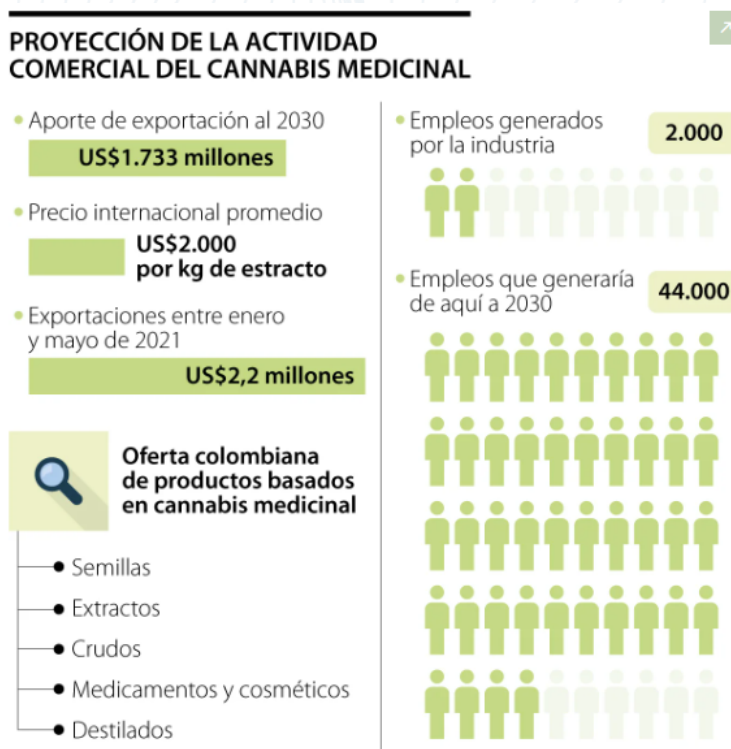 PROYECCIÓN DE LA ACTIVIDAD
COMERCIAL DEL CANNABIS MEDICINAL
Aporte de exportación al 2030
US$1.733 millones
Precio internacional promedio
US$2.000
por kg de estracto
Exportaciones entre enero
y mayo de 2021
US$2,2 millones
Oferta colombiana
de productos basados
en cannabis medicinal
Semillas
Extractos
Crudos
Medicamentos y cosméticos
Destilados
Empleos generados
por la industria
2.000
Empleos que generaría
de aquí a 2030
44.000